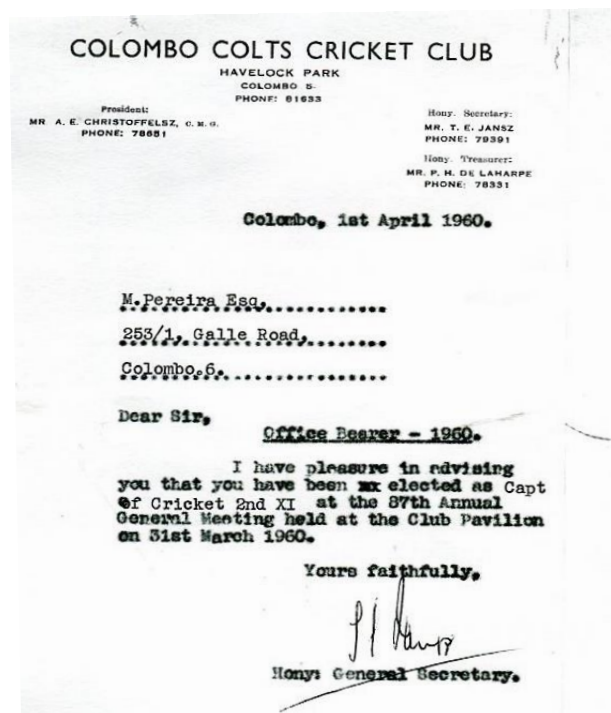 COLOMBO COLTS CRICKET CLUB
HAVELOCK PARK
COLOMBO 5
PHONE: 81633
President:
MR A. E. CHRISTOFFELSZ, C. M. G.
PHONE: 78651
Hony. Secretary:
MR. T. E. JANSZ
PHONE: 79391
Hony. Treasurer:
MR. P. H. DE LAHARPE
PHONE: 78331
Colombo, 1st April 1960.
M.Pereira Esq,
253/1, Galle Road,
Colombo.6.
Dear Sir,
Office Bearer - 1960.
I have pleasure in advising
you that you have been elected as Capt
of Cricket 2nd XI at the 87th Annual
General Meeting held at the Club Pavilion
on 31st March 1960.
Yours faithfully,
Hony: General Secretary.